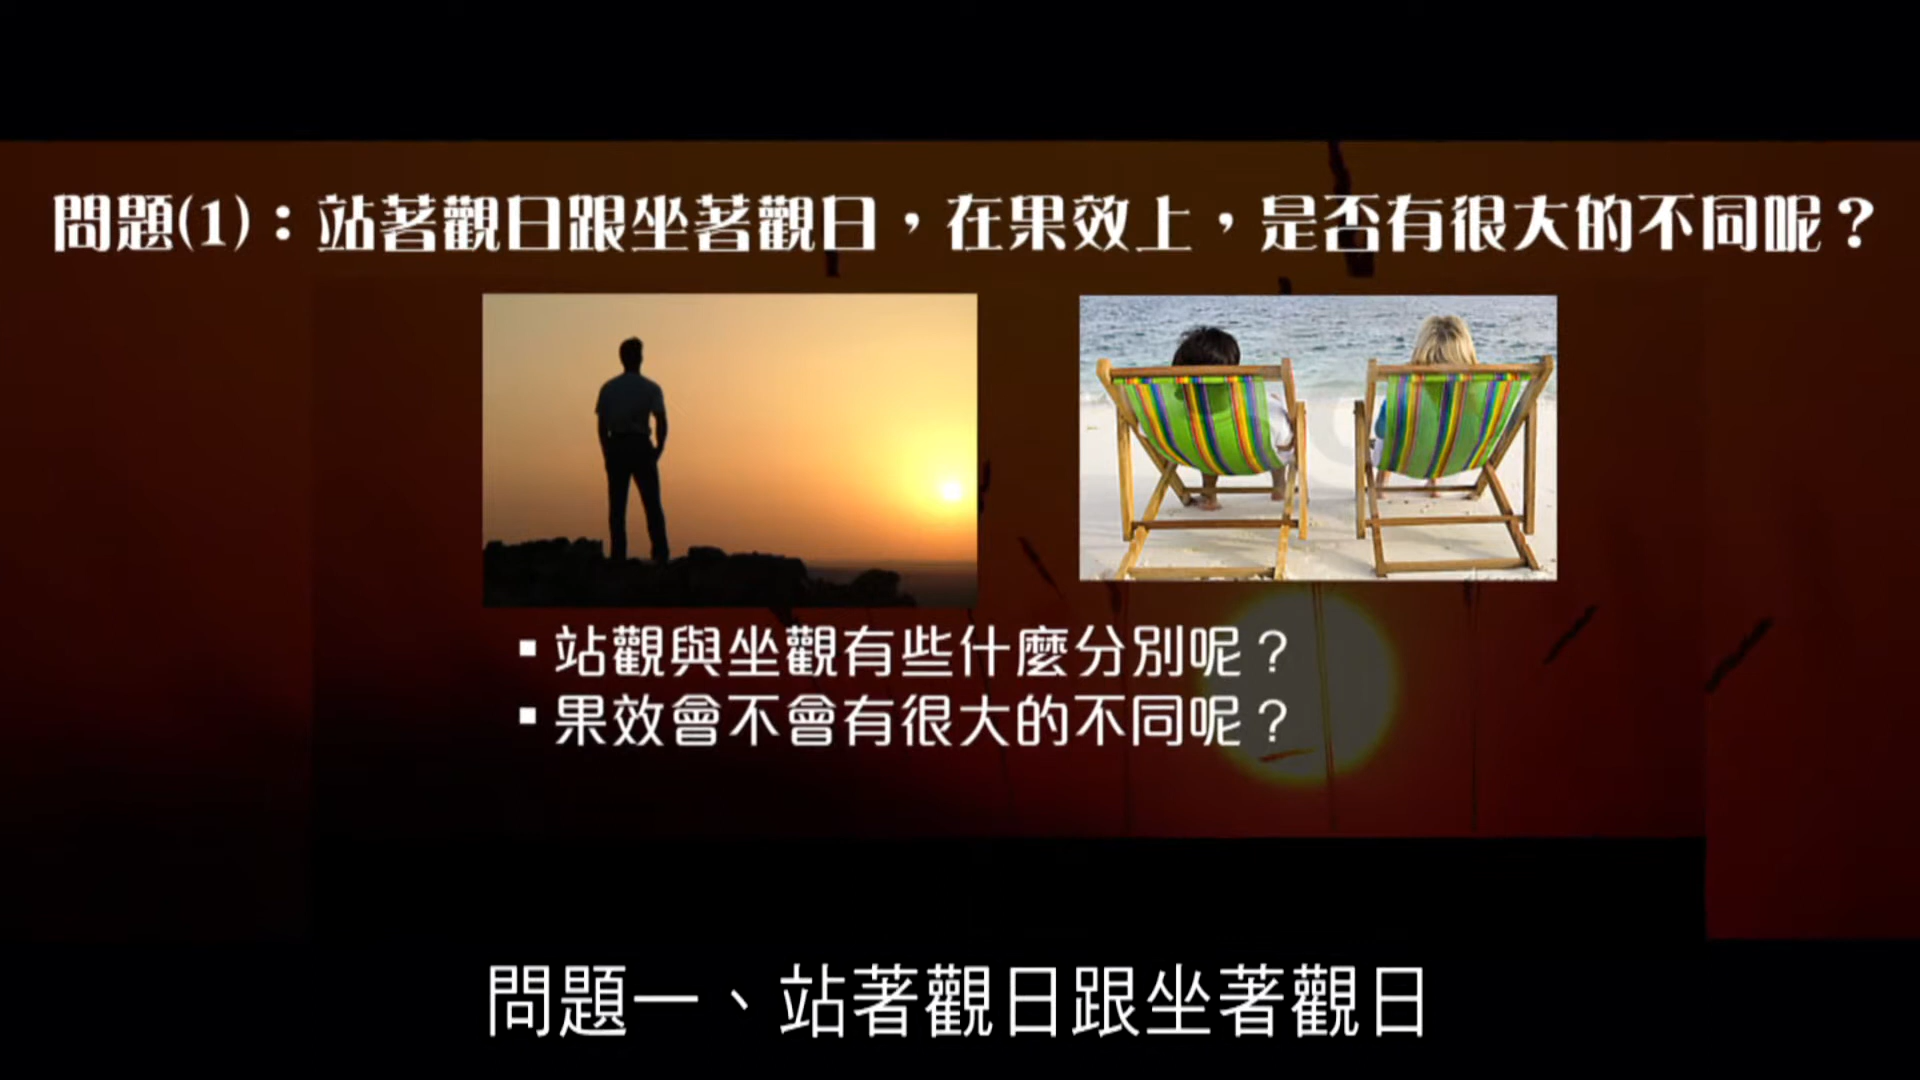 問題(1)：站著觀日跟坐著觀日，在果效上，是否有很大的不同呢？
▪ 站觀與坐觀有些什麼分別呢？
▪ 果效會不會有很大的不同呢？
問題一、站著觀日跟坐著觀日